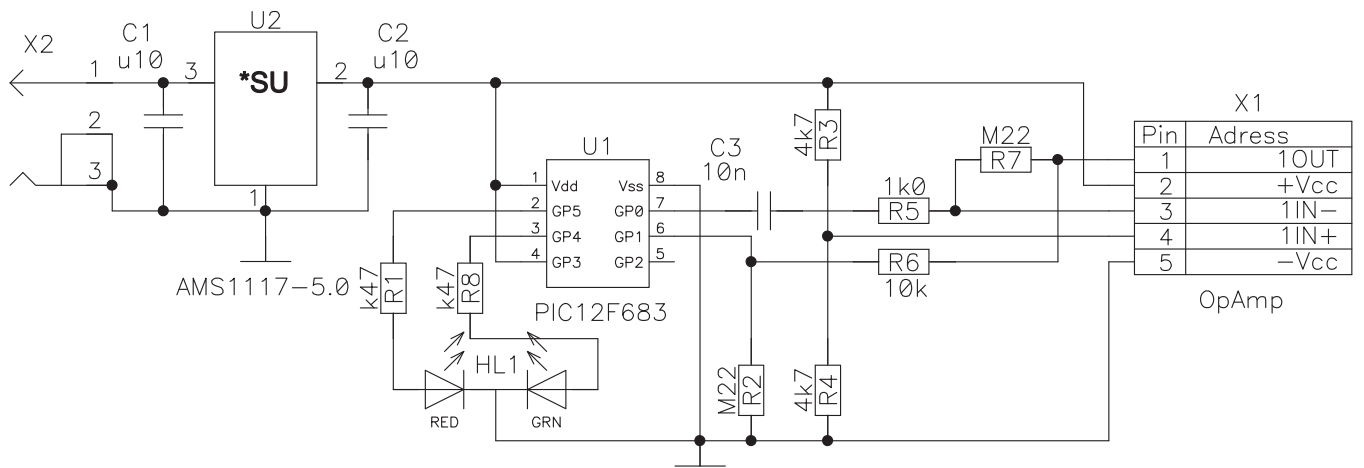 X2
1
2
3
C1
u10
3
U2
*SU
2
1
C2
u10
AMS1117-5.0
U1
1 Vdd Vss 8
2 GP5 GP0 7
3 GP4 GP1 6
4 GP3 GP2 5
PIC12F683
k47
R1
k47
R8
HL1
RED
GRN
C3
10n
4k7
R3
1k0
R5
M22
R7
R6
10k
M22
R2
4k7
R4
X1
Pin Adress
1 1OUT
2 +Vcc
3 1IN-
4 1IN+
5 -Vcc
OpAmp